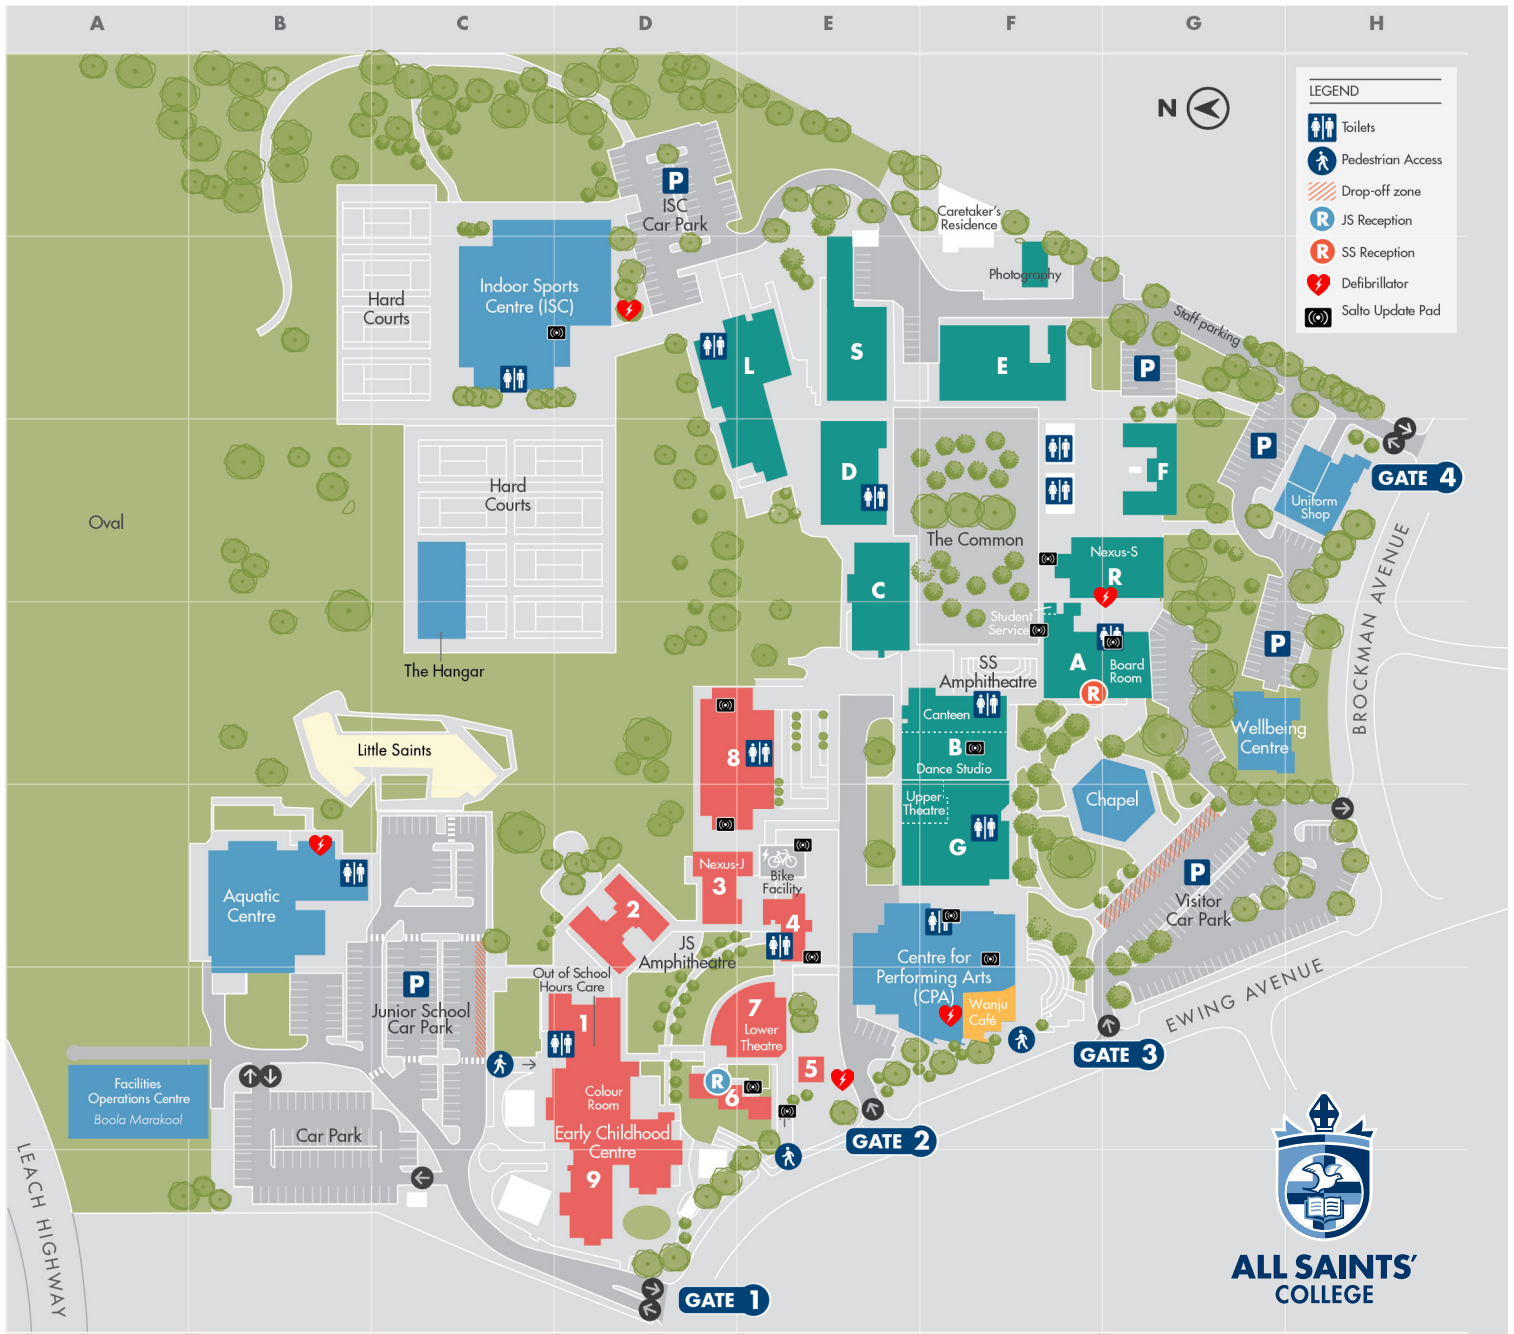 A B C D E F G H
N
LEGEND
Toilets
Pedestrian Access
Drop-off zone
R JS Reception
R SS Reception
Defibrillator
Salto Update Pad
P
ISC
Car Park
Caretaker's
Residence
Photography
Staff parking
Hard
Courts
Indoor Sports
Centre (ISC)
L
S
E
P
P
GATE 4
Uniform
Shop
D
F
Hard
Courts
Oval
The Common
Nexus-S
R
C
Student
Service
BROCKMAN AVENUE
P
The Hangar
SS
Amphitheatre
A
Board
Room
R
Canteen
B
Dance Studio
Wellbeing
Centre
Little Saints
8
Upper
Theatre
G
Chapel
Nexus-J
3
Bike
Facility
P
Visitor
Car Park
Aquatic
Centre
2
4
JS
Amphitheatre
Centre for
Performing Arts
(CPA)
Wanju
Café
Out of School
Hours Care
P
Junior School
Car Park
1
7
Lower
Theatre
EWING AVENUE
GATE 3
5
R
6
Facilities
Operations Centre
Boola Marakool
Colour
Room
Car Park
Early Childhood
Centre
9
GATE 2
LEACH HIGHWAY
GATE 1
ALL SAINTS'
COLLEGE